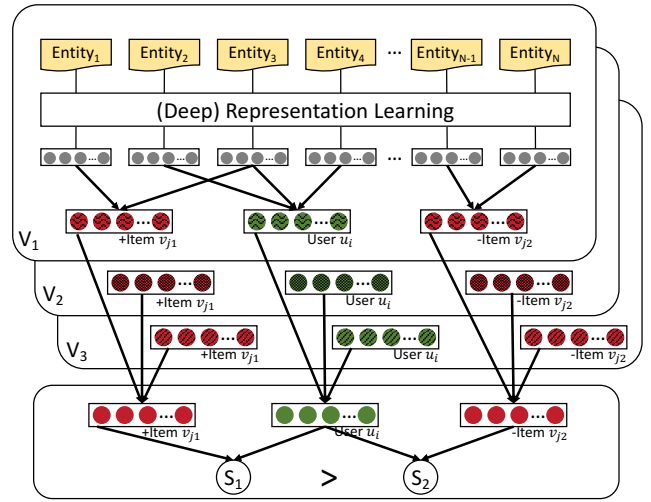 Entity1 Entity2 Entity3 Entity4 ... EntityN-1 EntityN
(Deep) Representation Learning
... ... ... ... ... ... ...
... ... ...
+Item vj1 User ui -Item vj2
V1
... ... ...
+Item vj1 User ui -Item vj2
V2
... ... ...
+Item vj1 User ui -Item vj2
V3
... ... ...
+Item vj1 User ui -Item vj2
S1 > S2